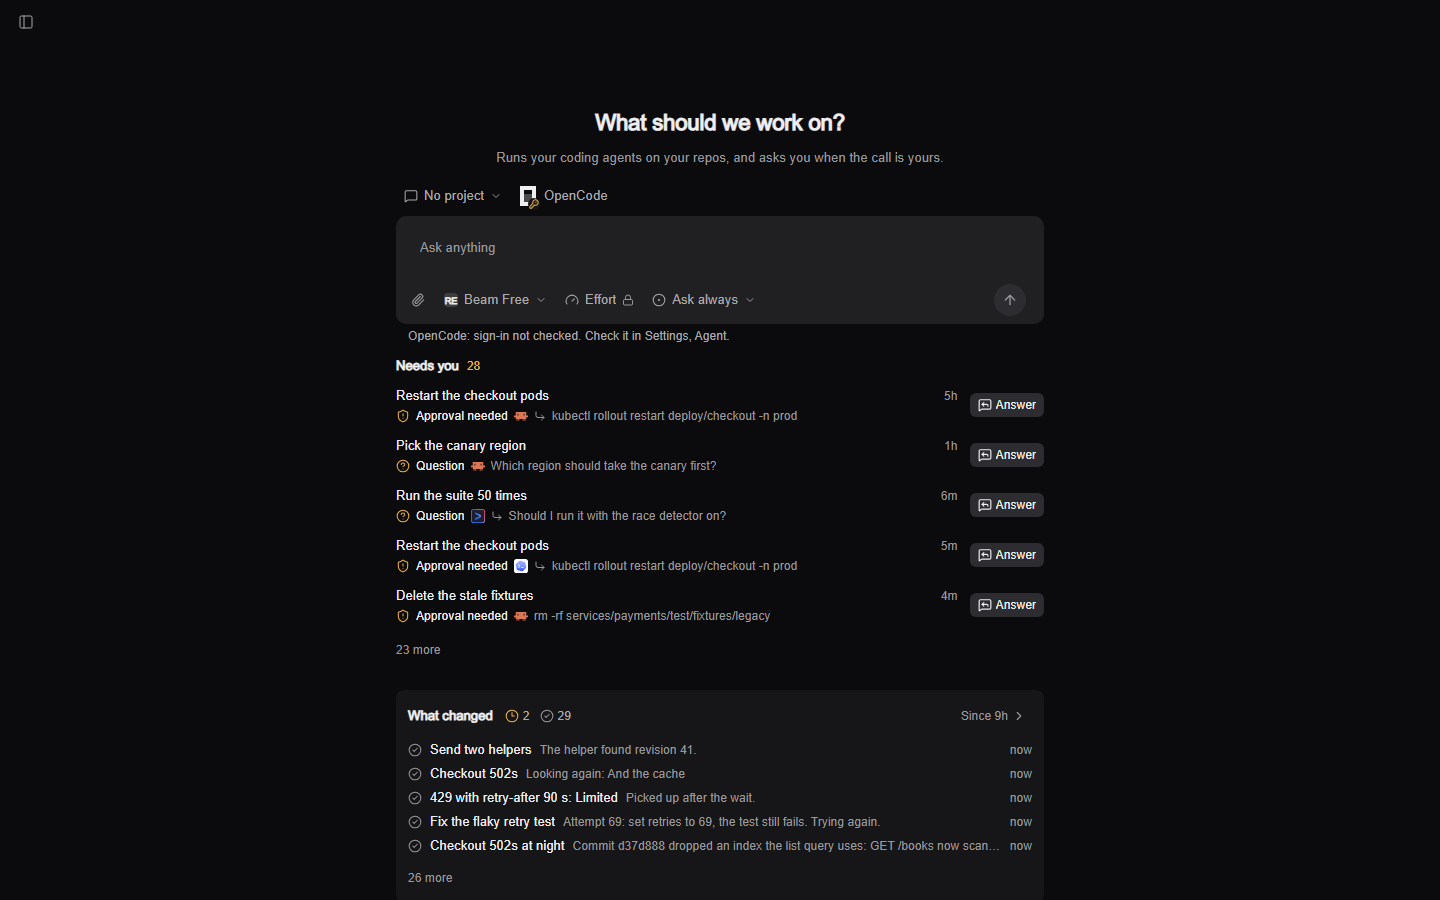 What should we work on?
Runs your coding agents on your repos, and asks you when the call is yours.
No project OpenCode
Ask anything
RE Beam Free Effort Ask always
OpenCode: sign-in not checked. Check it in Settings, Agent.
Needs you 28
Restart the checkout pods 5h
Approval needed kubectl rollout restart deploy/checkout -n prod
Answer
Pick the canary region 1h
Question Which region should take the canary first?
Answer
Run the suite 50 times 6m
Question Should I run it with the race detector on?
Answer
Restart the checkout pods 5m
Approval needed kubectl rollout restart deploy/checkout -n prod
Answer
Delete the stale fixtures 4m
Approval needed rm -rf services/payments/test/fixtures/legacy
Answer
23 more
What changed 2 29 Since 9h
Send two helpers The helper found revision 41. now
Checkout 502s Looking again: And the cache now
429 with retry-after 90 s: Limited Picked up after the wait. now
Fix the flaky retry test Attempt 69: set retries to 69, the test still fails. Trying again. now
Checkout 502s at night Commit d37d888 dropped an index the list query uses: GET /books now scan... now
26 more